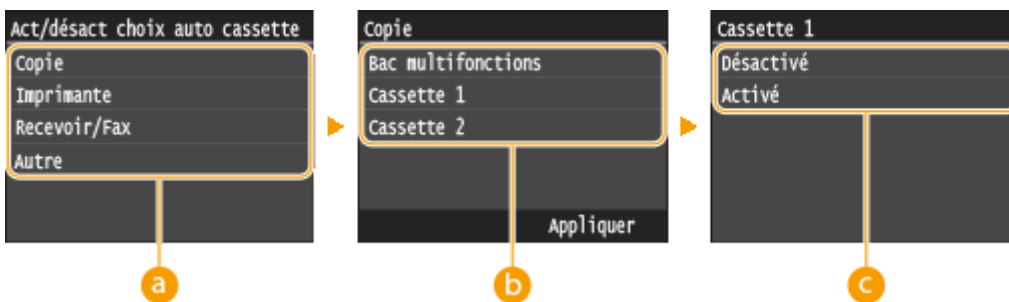 Act/désact choix auto cassette
Copie
Imprimante
Recevoir/Fax
Autre
a
Copie
Bac multifonctions
Cassette 1
Cassette 2
Appliquer
b
Cassette 1
Désactivé
Activé
c